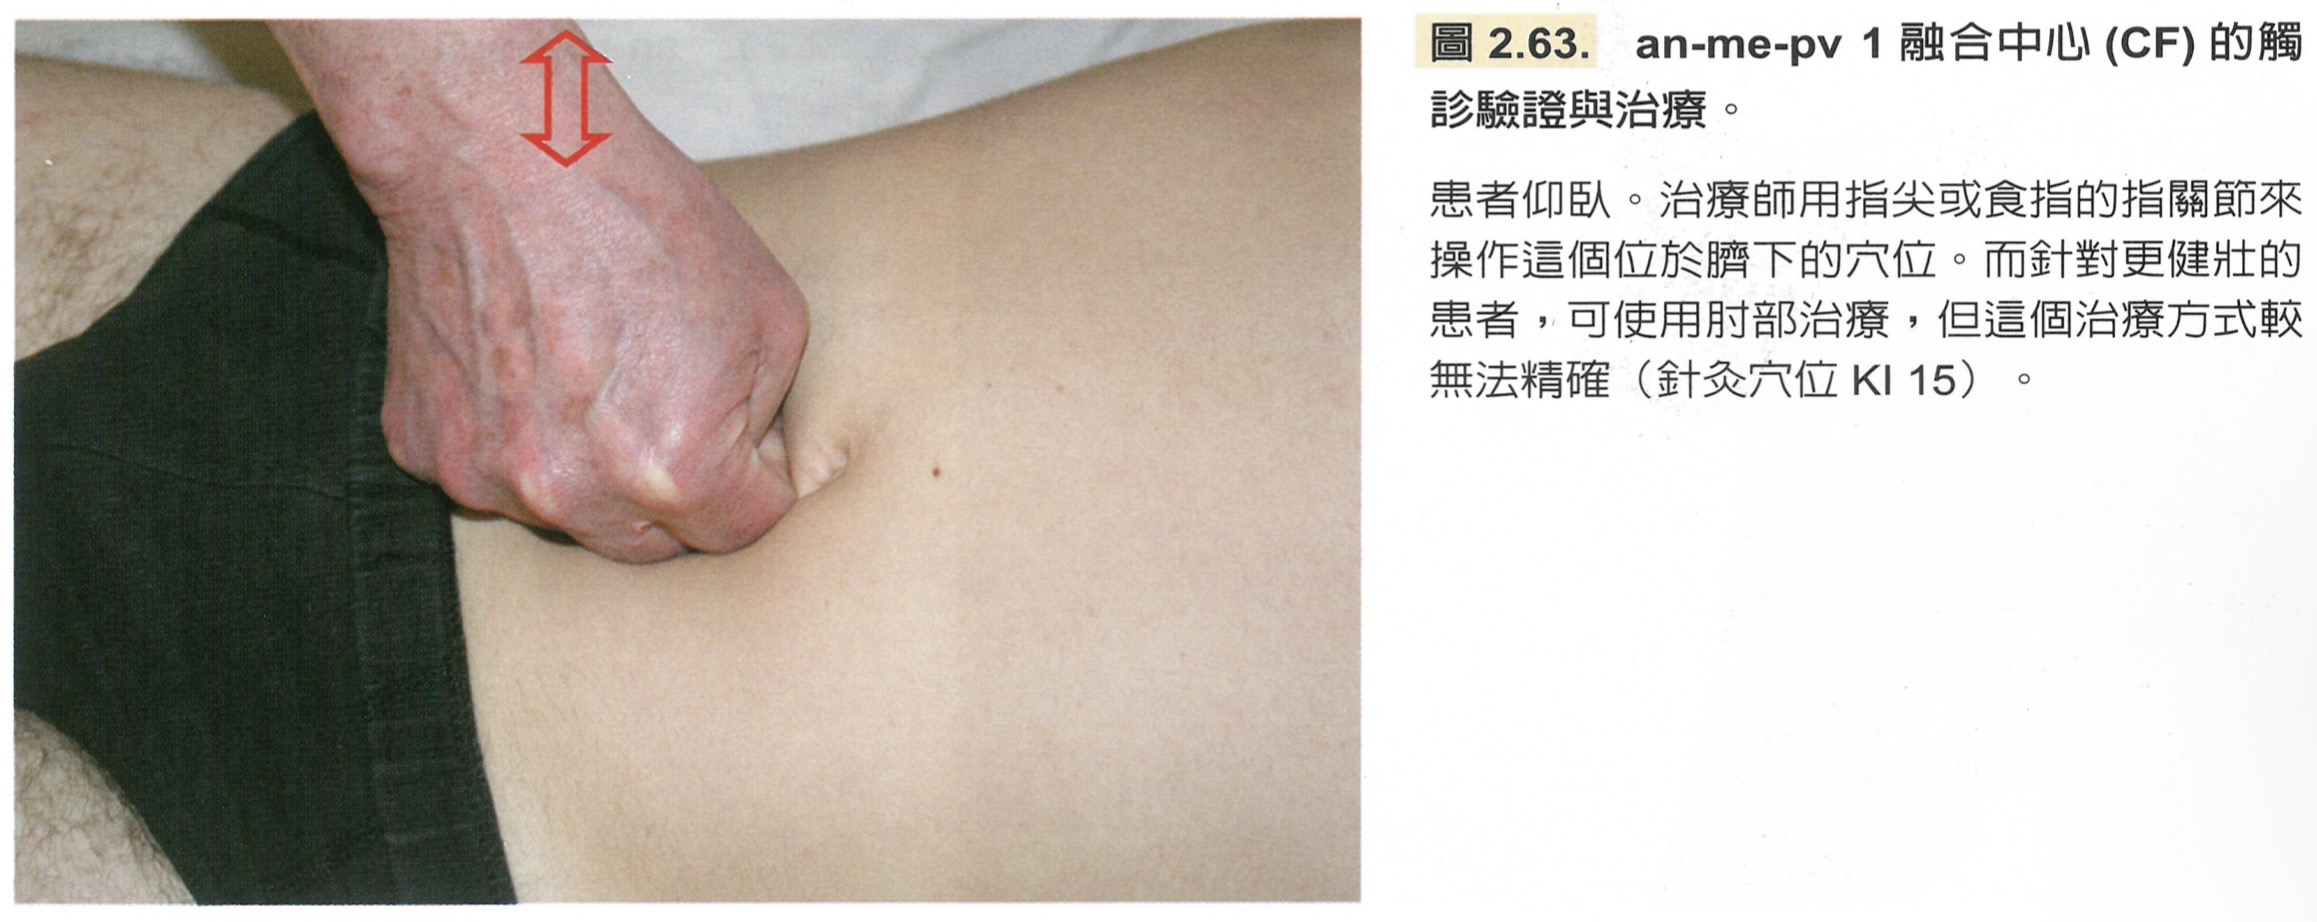 圖 2.63. an-me-pv 1 融合中心 (CF) 的觸
診驗證與治療。
患者仰臥。治療師用指尖或食指的指關節來
操作這個位於臍下的穴位。而針對更健壯的
患者，可使用肘部治療，但這個治療方式較
無法精確（針灸穴位 KI 15）。